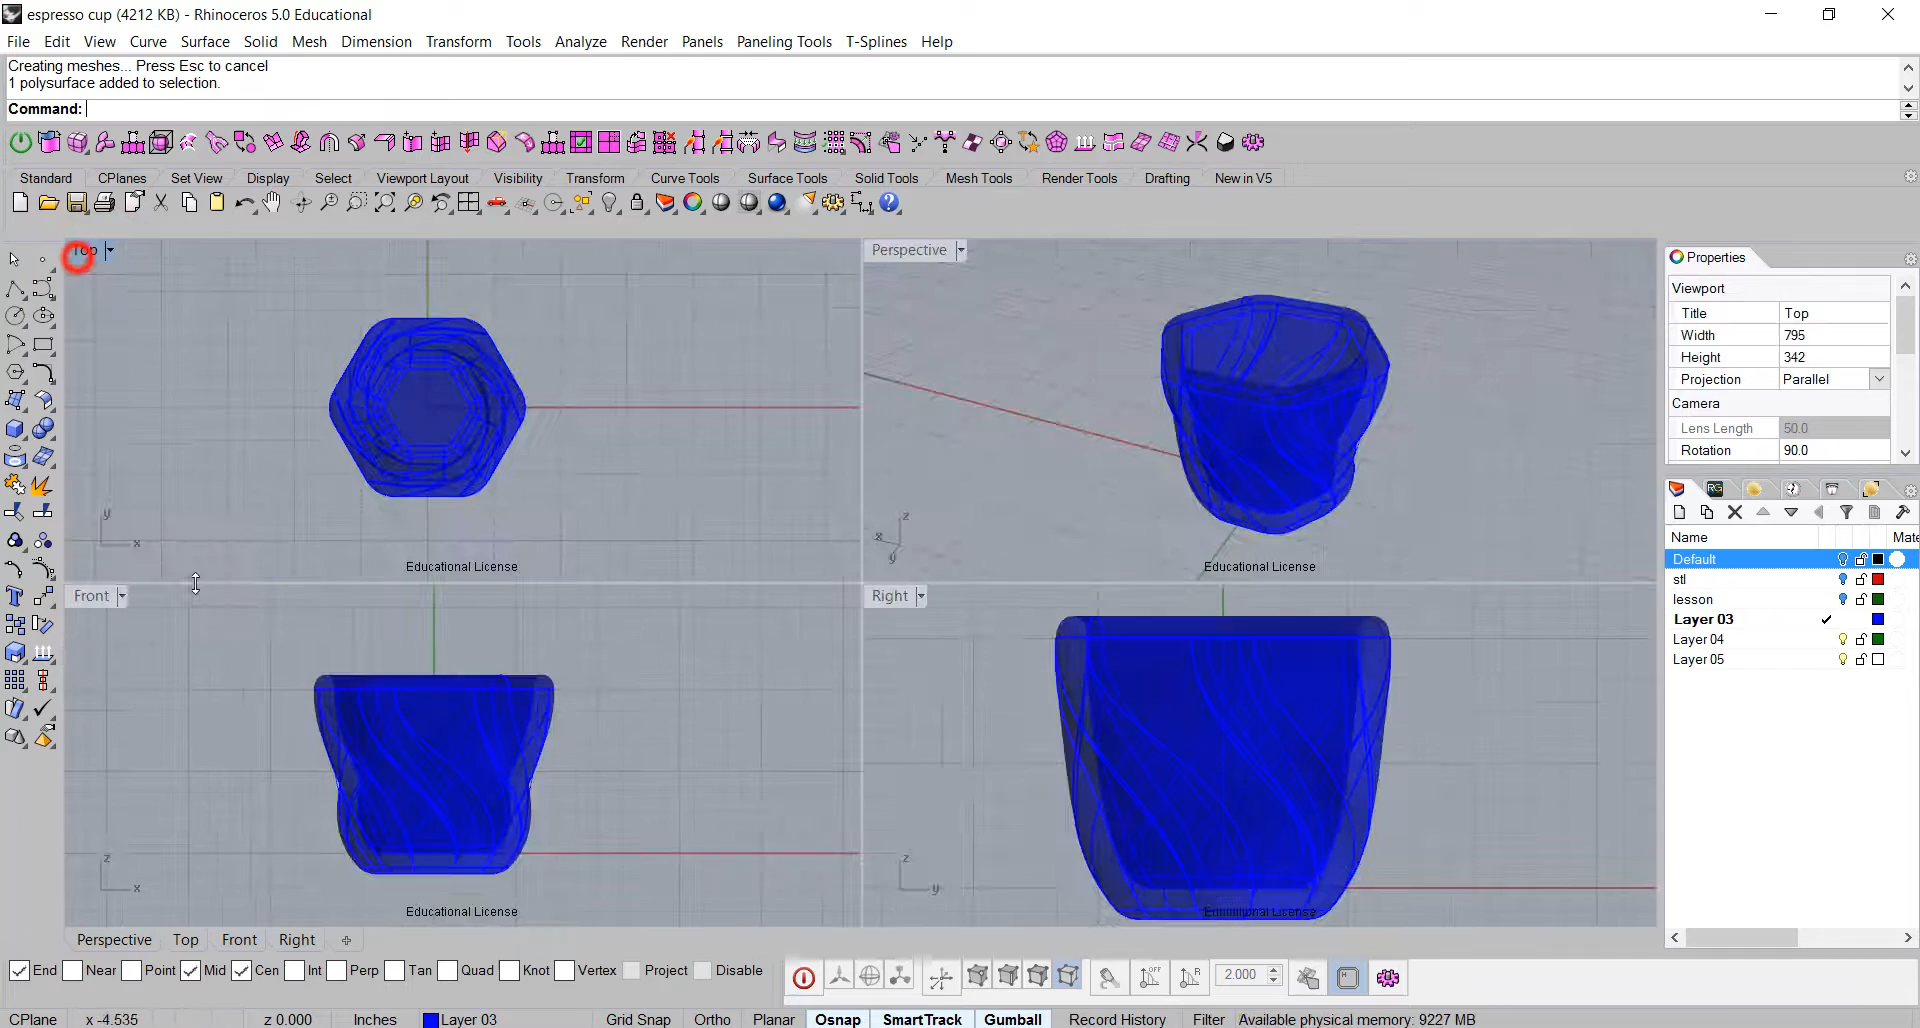 espresso cup (4212 KB) - Rhinoceros 5.0 Educational
File Edit View Curve Surface Solid Mesh Dimension Transform Tools Analyze Render Panels Paneling Tools T-Splines Help
Creating meshes... Press Esc to cancel
1 polysurface added to selection.
Command:
Standard CPlanes Set View Display Select Viewport Layout Visibility Transform Curve Tools Surface Tools Solid Tools Mesh Tools Render Tools Drafting New in V5
Top Perspective
Properties
Viewport
Title Top
Width 795
Height 342
Projection Parallel
Camera
Lens Length 50.0
Rotation 90.0
y
x
Educational License
z
x
y
Educational License
RG
Name Mate
Default
stl
lesson
Layer 03
Layer 04
Layer 05
Front Right
z
x
Educational License
z
y
Educational License
Perspective Top Front Right
End Near Point Mid Cen Int Perp Tan Quad Knot Vertex Project Disable
OFF
R
2.000
H
CPlane x -4.535 z 0.000 Inches Layer 03 Grid Snap Ortho Planar Osnap SmartTrack Gumball Record History Filter Available physical memory: 9227 MB